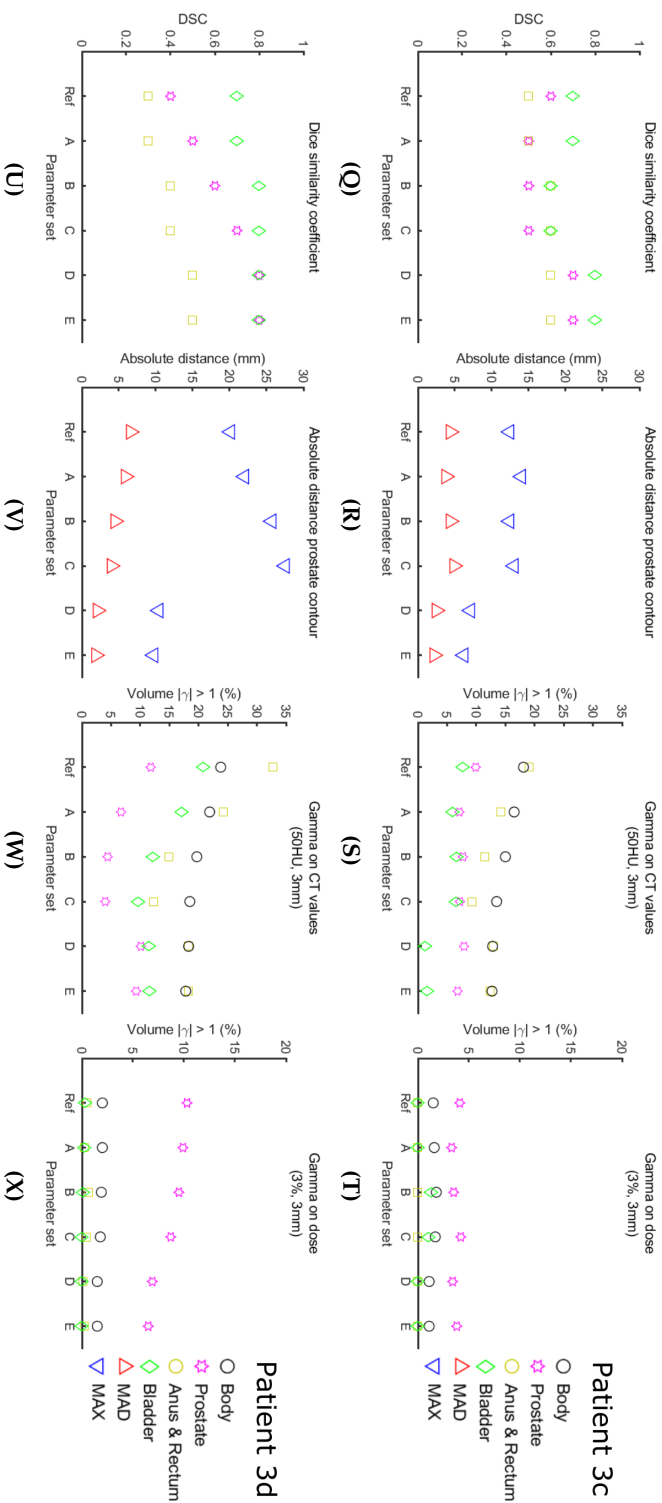 Dice similarity coefficient
DSC
1
0.8
0.6
0.4
0.2
0
Ref A B C D E
Parameter set
(Q)
Absolute distance prostate contour
Absolute distance (mm)
30
25
20
15
10
5
0
Ref A B C D E
Parameter set
(R)
Gamma on CT values
(50HU, 3mm)
Volume |γ| > 1 (%)
35
30
25
20
15
10
5
0
Ref A B C D E
Parameter set
(S)
Gamma on dose
(3%, 3mm)
Volume |γ| > 1 (%)
20
15
10
5
0
Ref A B C D E
Parameter set
(T)
Patient 3c
Body
Prostate
Anus & Rectum
Bladder
MAD
MAX
Dice similarity coefficient
DSC
1
0.8
0.6
0.4
0.2
0
Ref A B C D E
Parameter set
(U)
Absolute distance prostate contour
Absolute distance (mm)
30
25
20
15
10
5
0
Ref A B C D E
Parameter set
(V)
Gamma on CT values
(50HU, 3mm)
Volume |γ| > 1 (%)
35
30
25
20
15
10
5
0
Ref A B C D E
Parameter set
(W)
Gamma on dose
(3%, 3mm)
Volume |γ| > 1 (%)
20
15
10
5
0
Ref A B C D E
Parameter set
(X)
Patient 3d
Body
Prostate
Anus & Rectum
Bladder
MAD
MAX